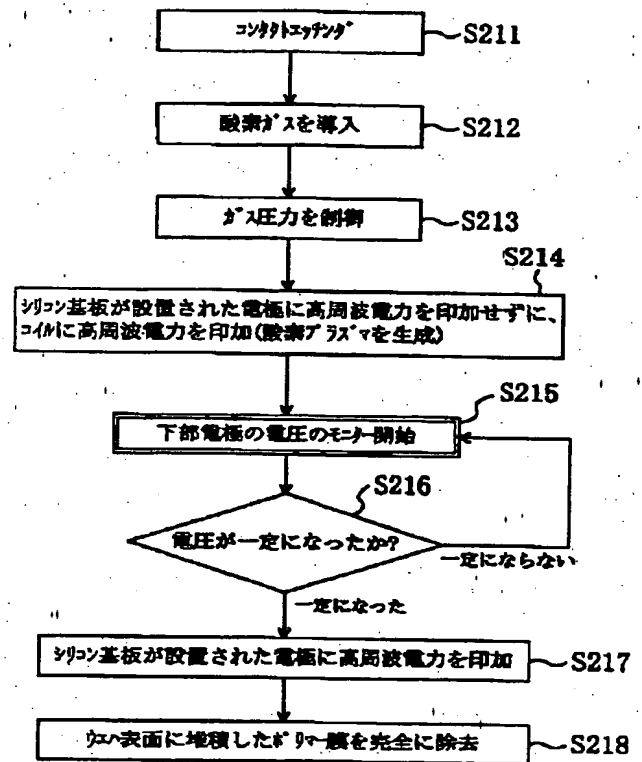 コンタクトエッチング
S211
酸素ガスを導入
S212
ガス圧力を制御
S213
S214
シリコン基板が設置された電極に高周波電力を印加せずに、
コイルに高周波電力を印加(酸素プラズマを生成)
S215
下部電極の電圧のモニター開始
S216
電圧が一定になったか?
一定にならない
一定になった
シリコン基板が設置された電極に高周波電力を印加
S217
ウエハ表面に堆積したポリマー膜を完全に除去
S218